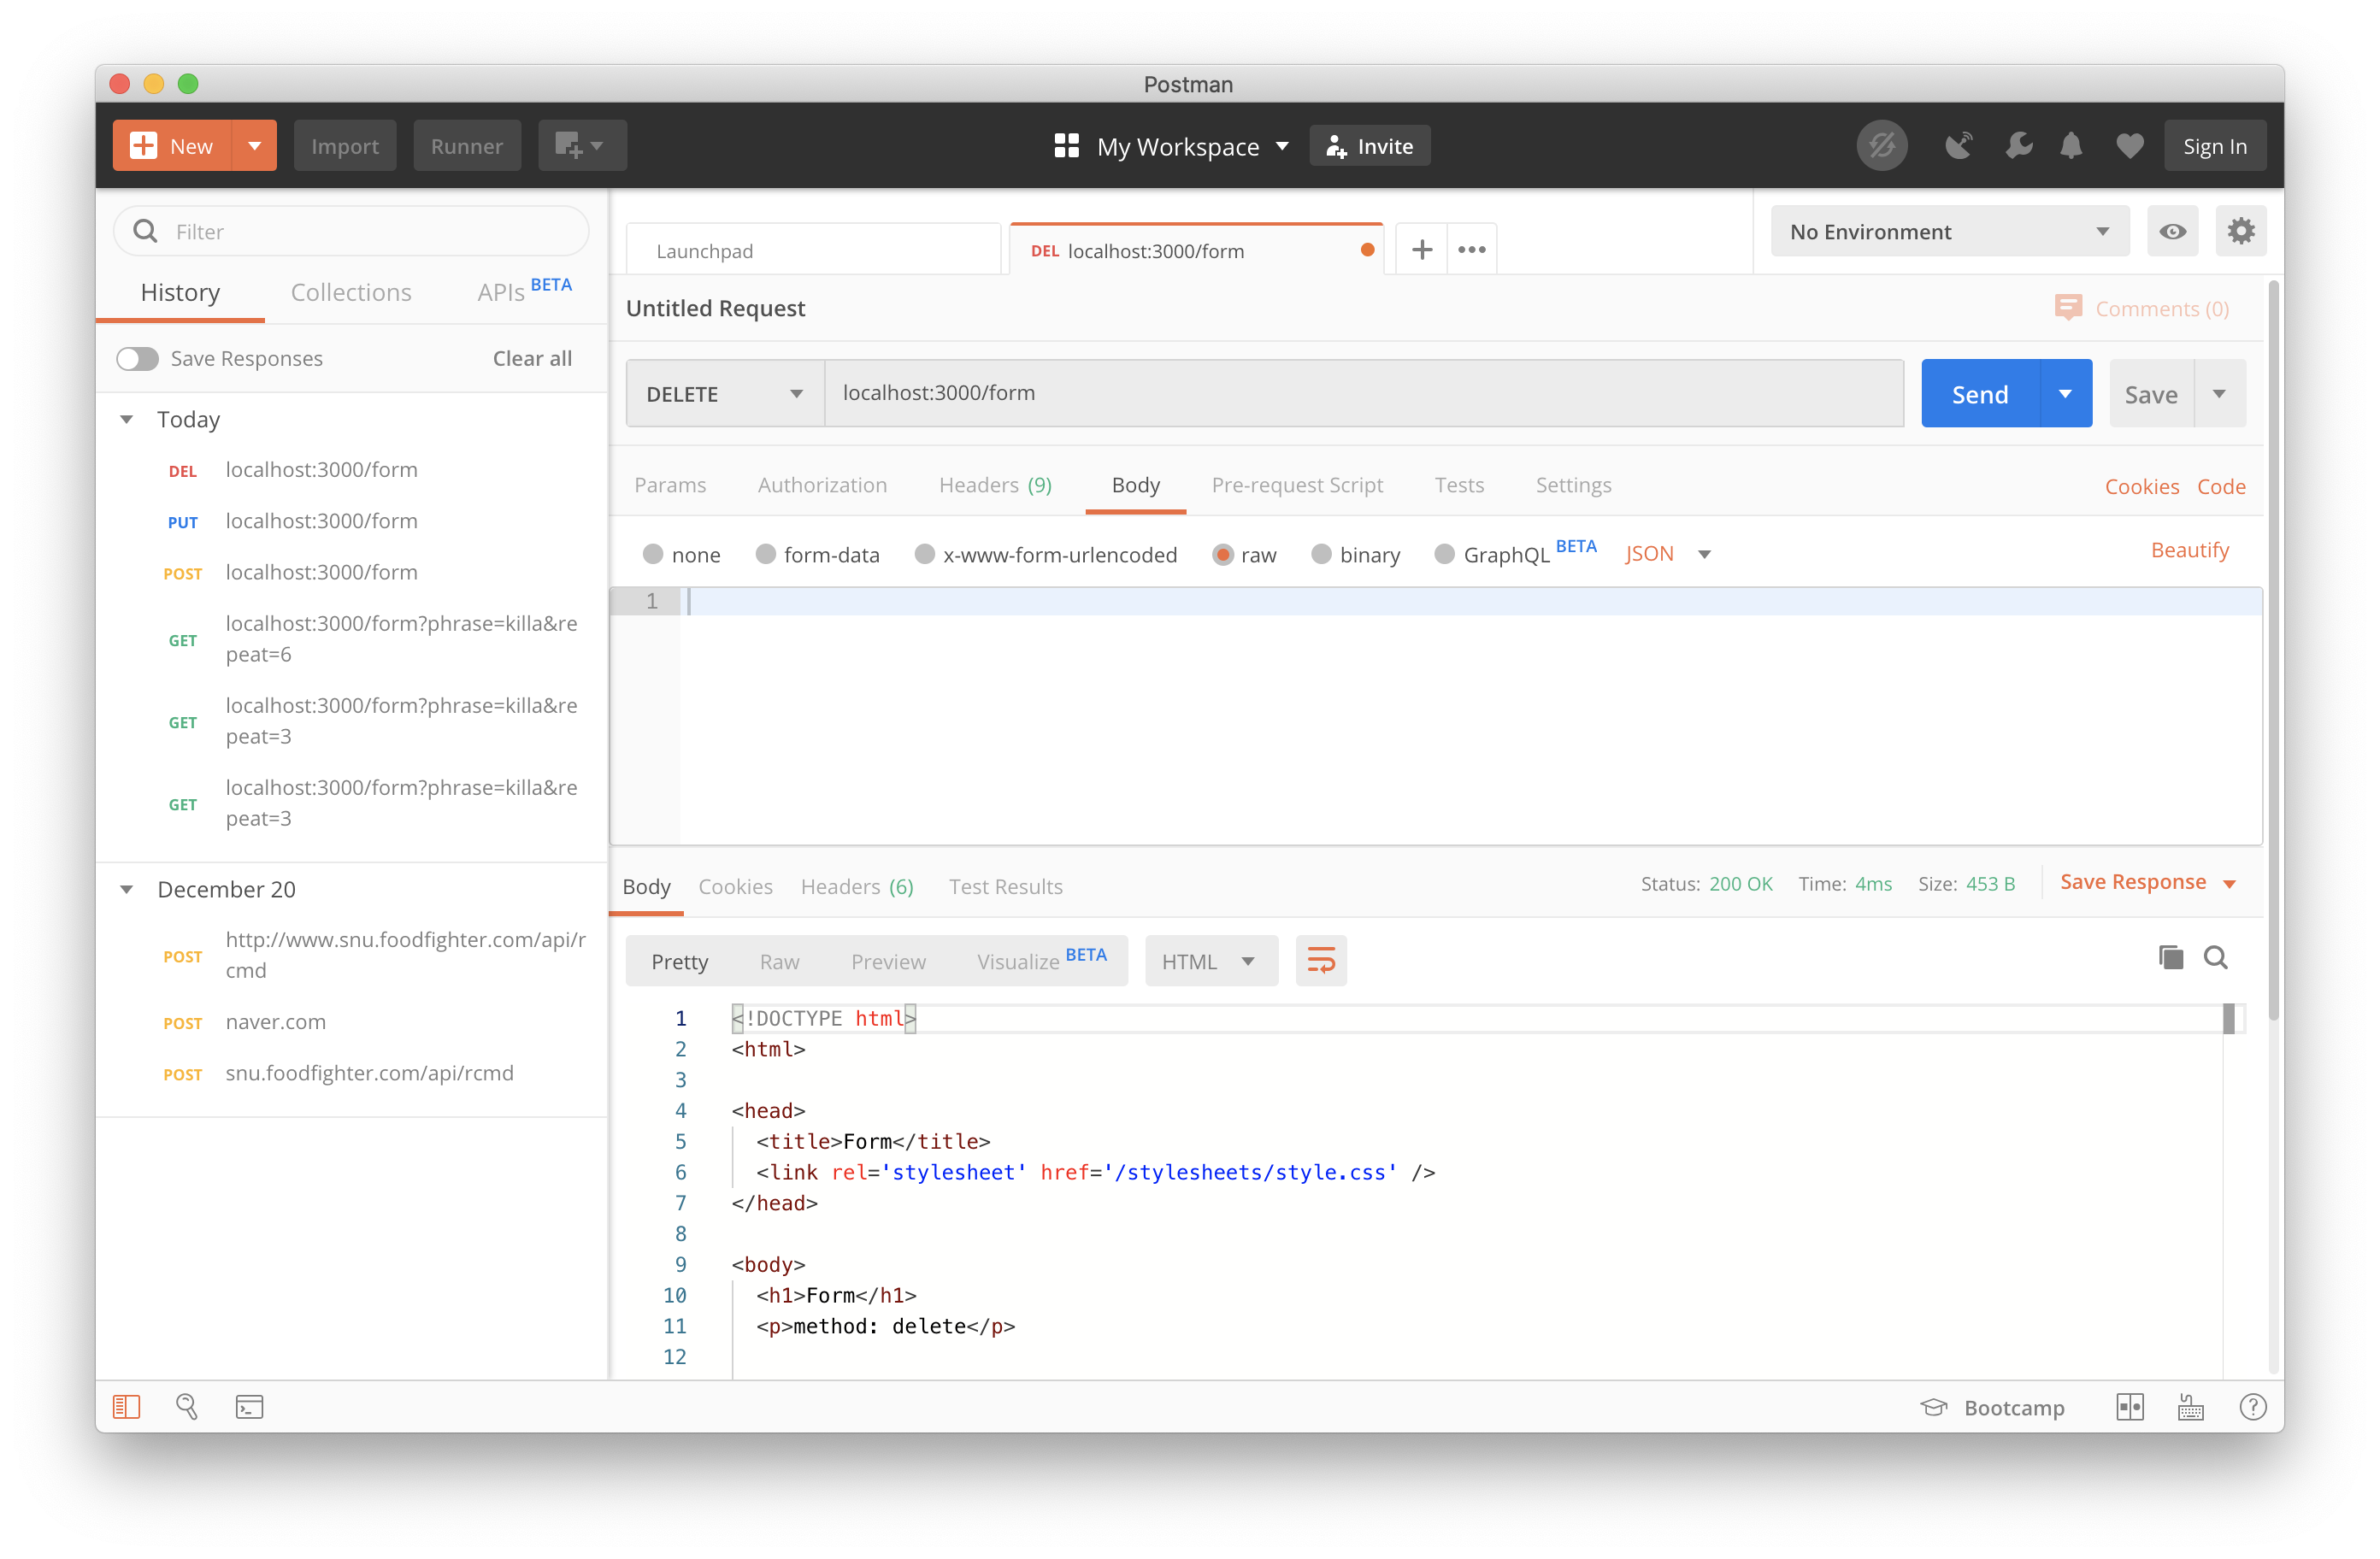 Postman
New
Import
Runner
My Workspace
Invite
Sign In
Filter
History
Collections
APIs BETA
Save Responses
Clear all
Today
DEL localhost:3000/form
PUT localhost:3000/form
POST localhost:3000/form
GET localhost:3000/form?phrase=killa&re
peat=6
GET localhost:3000/form?phrase=killa&re
peat=3
GET localhost:3000/form?phrase=killa&re
peat=3
December 20
POST http://www.snu.foodfighter.com/api/r
cmd
POST naver.com
POST snu.foodfighter.com/api/rcmd
Launchpad
DEL localhost:3000/form
No Environment
Untitled Request
Comments (0)
DELETE
localhost:3000/form
Send
Save
Params
Authorization
Headers (9)
Body
Pre-request Script
Tests
Settings
Cookies
Code
none
form-data
x-www-form-urlencoded
raw
binary
GraphQL BETA
JSON
Beautify
1
Body
Cookies
Headers (6)
Test Results
Status: 200 OK
Time: 4ms
Size: 453 B
Save Response
Pretty
Raw
Preview
Visualize BETA
HTML
1 <!DOCTYPE html>
2 <html>
3
4 <head>
5 <title>Form</title>
6 <link rel='stylesheet' href='/stylesheets/style.css' />
7 </head>
8
9 <body>
10 <h1>Form</h1>
11 <p>method: delete</p>
12
Bootcamp